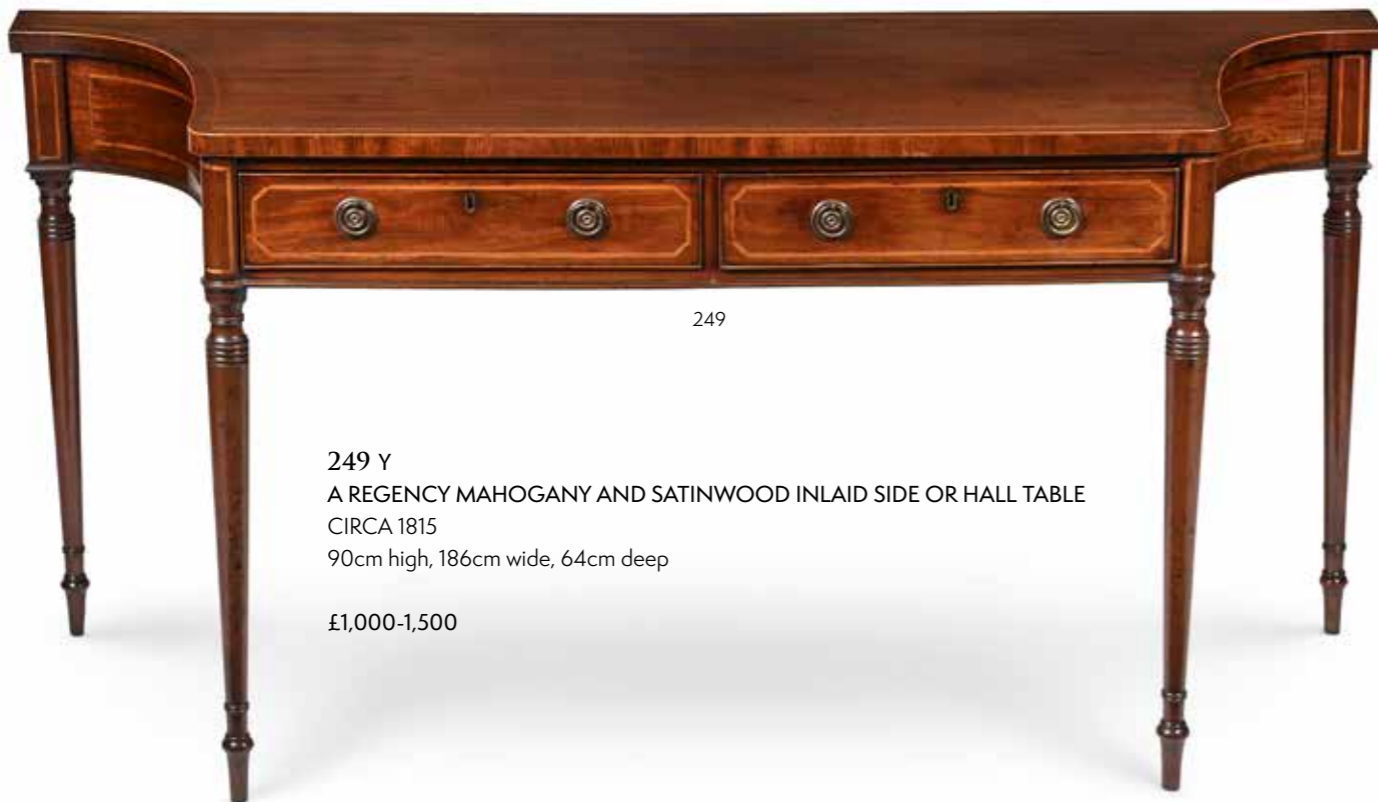 249
249 Y
A REGENCY MAHOGANY AND SATINWOOD INLAID SIDE OR HALL TABLE
CIRCA 1815
90cm high, 186cm wide, 64cm deep
£1,000-1,500